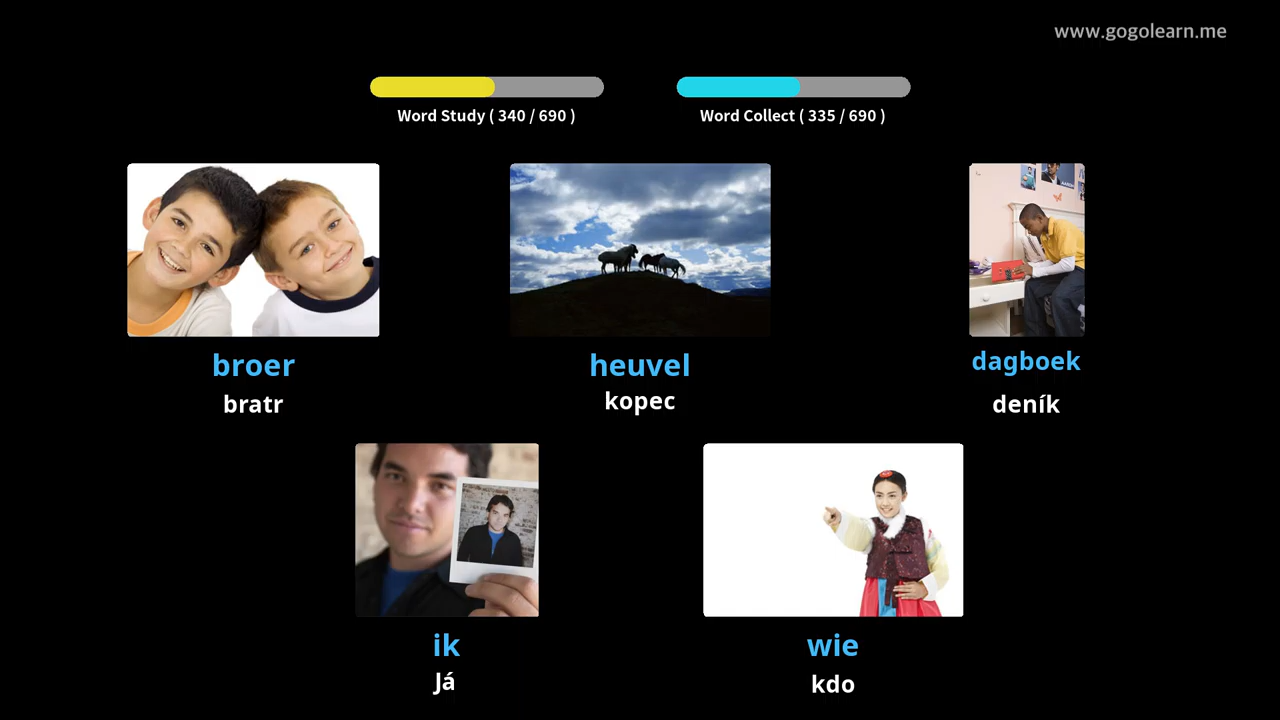 www.gogolearn.me
Word Study ( 340 / 690 )
Word Collect ( 335 / 690 )
broer
bratr
heuvel
kopec
dagboek
deník
ik
Já
wie
kdo